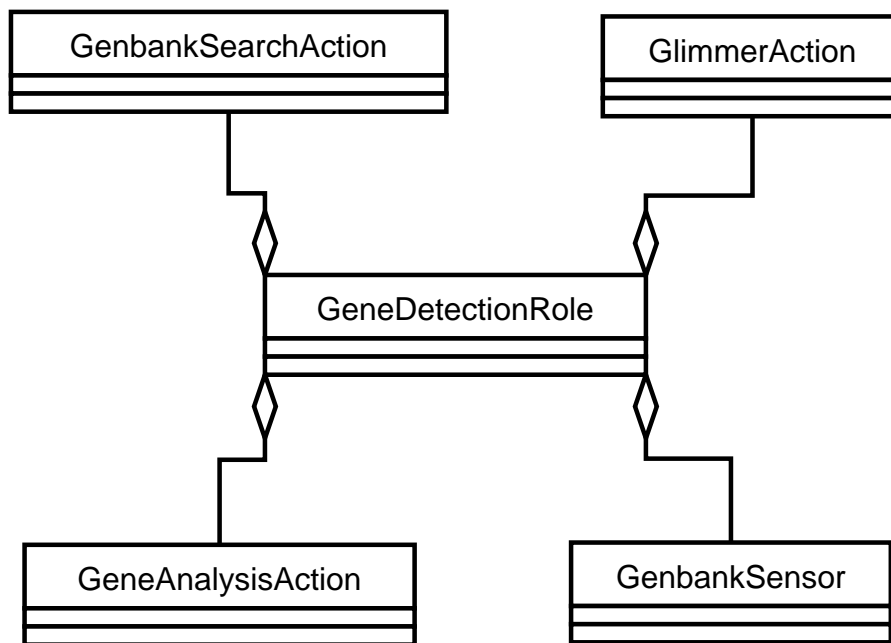 GenbankSearchAction
GlimmerAction
GeneDetectionRole
GeneAnalysisAction
GenbankSensor